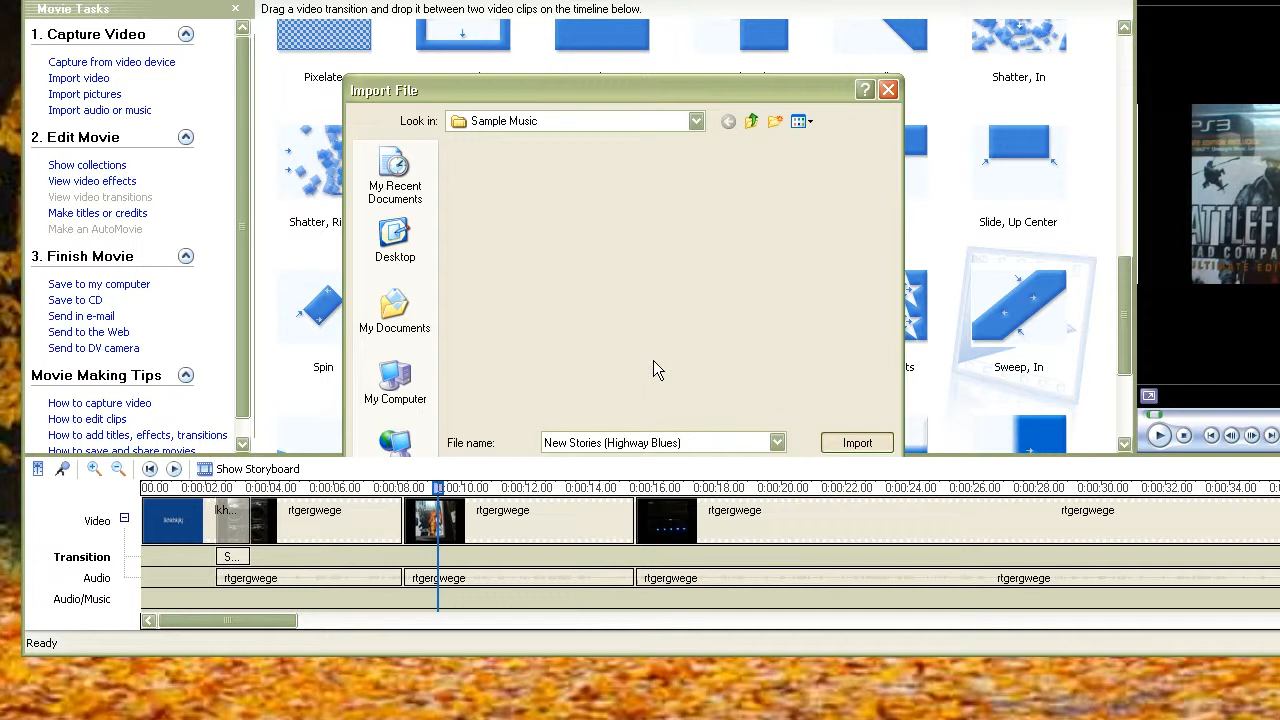 Movie Tasks
Drag a video transition and drop it between two video clips on the timeline below.
1. Capture Video
Capture from video device
Import video
Import pictures
Import audio or music
2. Edit Movie
Show collections
View video effects
View video transitions
Make titles or credits
Make an AutoMovie
3. Finish Movie
Save to my computer
Save to CD
Send in e-mail
Send to the Web
Send to DV camera
Movie Making Tips
How to capture video
How to edit clips
How to add titles, effects, transitions
How to save and share movies
Pixelate
Shatter, In
Slide, Up Center
Spin
Sweep, In
Import File
Look in:
Sample Music
My Recent
Documents
Desktop
My Documents
My Computer
File name:
New Stories (Highway Blues)
Import
PS3
Show Storyboard
00.00 0:00:02.00 0:00:04.00 0:00:06.00 0:00:08.00 0:00:10.00 0:00:12.00 0:00:14.00 0:00:16.00 0:00:18.00 0:00:20.00 0:00:22.00 0:00:24.00 0:00:26.00 0:00:28.00 0:00:30.00 0:00:32.00 0:00:34.00
Video
rtgergwege
rtgergwege
rtgergwege
rtgergwege
Transition
S...
Audio
rtgergwege
rtgergwege
rtgergwege
rtgergwege
Audio/Music
Ready